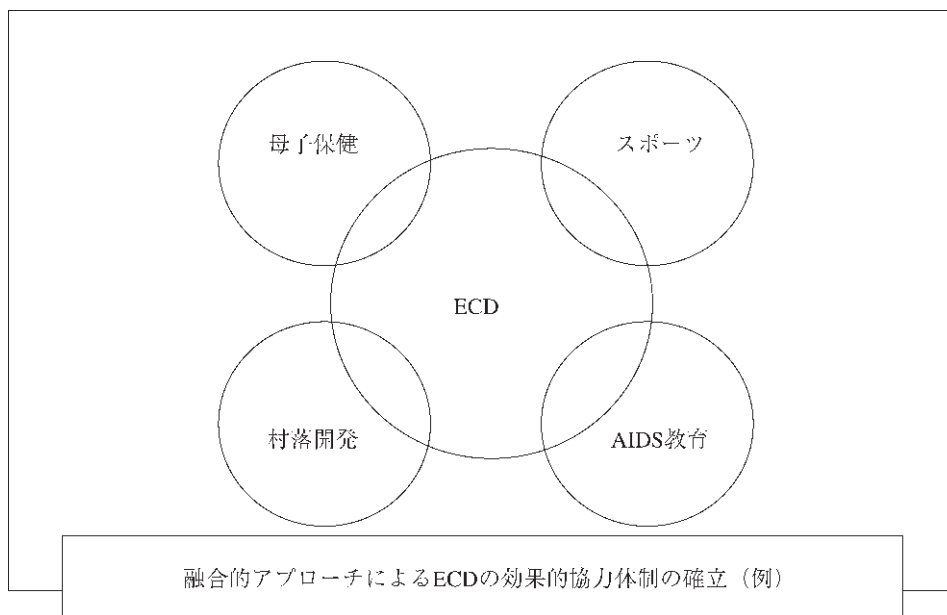 母子保健
スポーツ
ECD
村落開発
AIDS教育
融合的アプローチによるECDの効果的協力体制の確立（例）